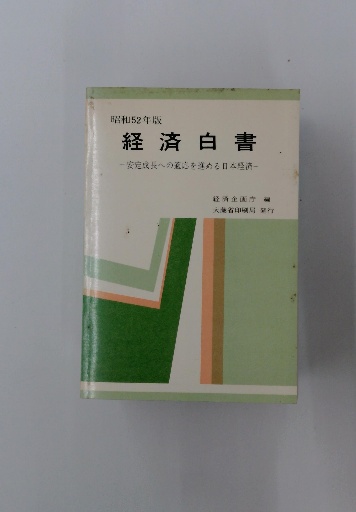 昭和52年版
経済白書
－安定成長への適応を進める日本経済－
経済企画庁 編
大蔵省印刷局 発行